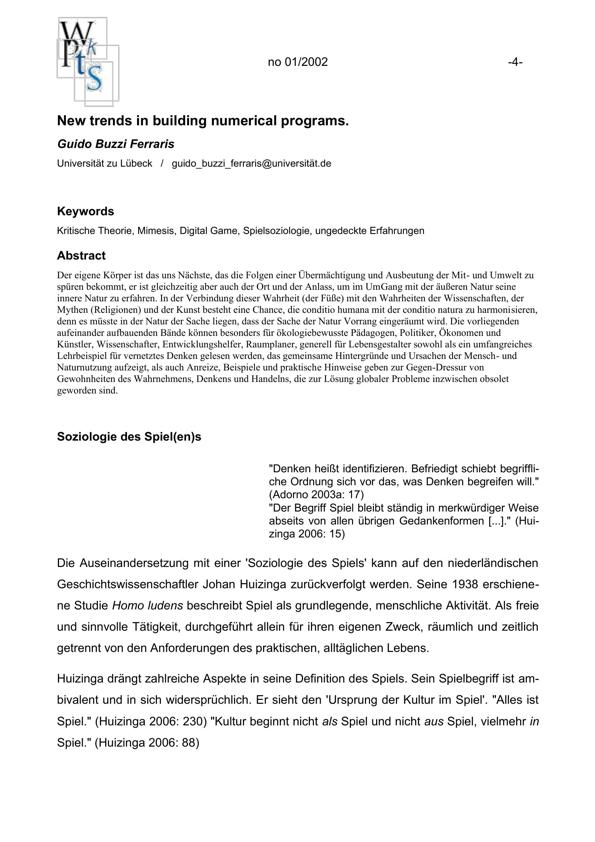 W
P k
t s
no 01/2002 -4-
New trends in building numerical programs.
Guido Buzzi Ferraris
Universität zu Lübeck / guido_buzzi_ferraris@universität.de
Keywords
Kritische Theorie, Mimesis, Digital Game, Spielsoziologie, ungedeckte Erfahrungen
Abstract
Der eigene Körper ist das uns Nächste, das die Folgen einer Übermächtigung und Ausbeutung der Mit- und Umwelt zu
spüren bekommt, er ist gleichzeitig aber auch der Ort und der Anlass, um im UmGang mit der äußeren Natur seine
innere Natur zu erfahren. In der Verbindung dieser Wahrheit (der Füße) mit den Wahrheiten der Wissenschaften, der
Mythen (Religionen) und der Kunst besteht eine Chance, die conditio humana mit der conditio natura zu harmonisieren,
denn es müsste in der Natur der Sache liegen, dass der Sache der Natur Vorrang eingeräumt wird. Die vorliegenden
aufeinander aufbauenden Bände können besonders für ökologiebewusste Pädagogen, Politiker, Ökonomen und
Künstler, Wissenschafter, Entwicklungshelfer, Raumplaner, generell für Lebensgestalter sowohl als ein umfangreiches
Lehrbeispiel für vernetztes Denken gelesen werden, das gemeinsame Hintergründe und Ursachen der Mensch- und
Naturnutzung aufzeigt, als auch Anreize, Beispiele und praktische Hinweise geben zur Gegen-Dressur von
Gewohnheiten des Wahrnehmens, Denkens und Handelns, die zur Lösung globaler Probleme inzwischen obsolet
geworden sind.
Soziologie des Spiel(en)s
"Denken heißt identifizieren. Befriedigt schiebt begriffli-
che Ordnung sich vor das, was Denken begreifen will."
(Adorno 2003a: 17)
"Der Begriff Spiel bleibt ständig in merkwürdiger Weise
abseits von allen übrigen Gedankenformen [...]." (Hui-
zinga 2006: 15)
Die Auseinandersetzung mit einer 'Soziologie des Spiels' kann auf den niederländischen
Geschichtswissenschaftler Johan Huizinga zurückverfolgt werden. Seine 1938 erschiene-
ne Studie Homo ludens beschreibt Spiel als grundlegende, menschliche Aktivität. Als freie
und sinnvolle Tätigkeit, durchgeführt allein für ihren eigenen Zweck, räumlich und zeitlich
getrennt von den Anforderungen des praktischen, alltäglichen Lebens.
Huizinga drängt zahlreiche Aspekte in seine Definition des Spiels. Sein Spielbegriff ist am-
bivalent und in sich widersprüchlich. Er sieht den 'Ursprung der Kultur im Spiel'. "Alles ist
Spiel." (Huizinga 2006: 230) "Kultur beginnt nicht als Spiel und nicht aus Spiel, vielmehr in
Spiel." (Huizinga 2006: 88)